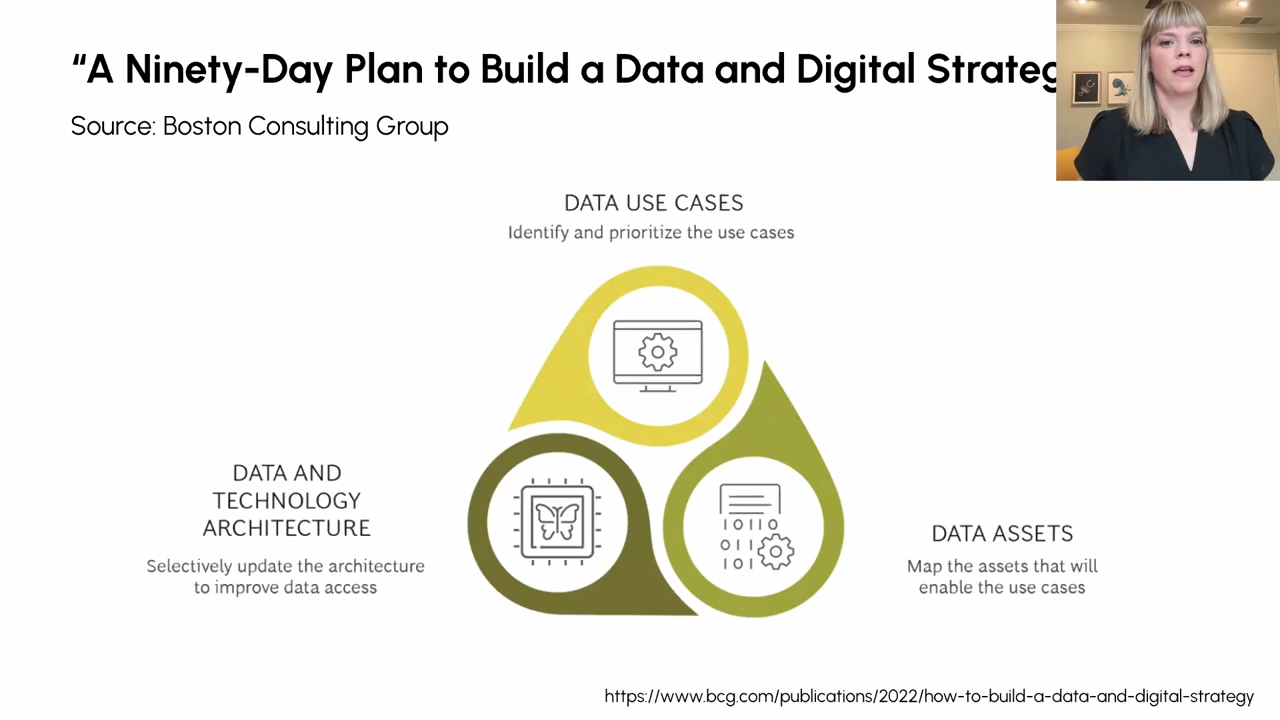 “A Ninety-Day Plan to Build a Data and Digital
Source: Boston Consulting Group
DATA USE CASES
Identify and prioritize the use cases
DATA AND
TECHNOLOGY
ARCHITECTURE
Selectively update the architecture
to improve data access
DATA ASSETS
Map the assets that will
enable the use cases
https://www.bcg.com/publications/2022/how-to-build-a-data-and-digital-strategy